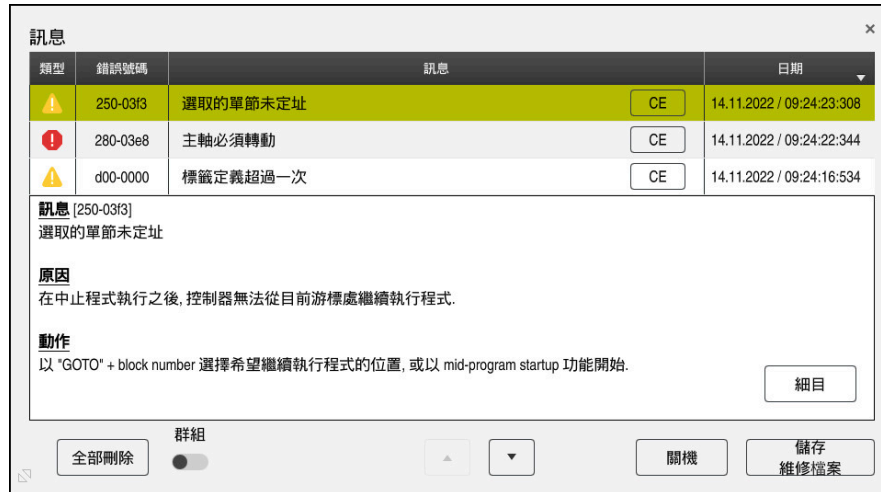 訊息
類型 錯誤號碼 訊息 日期
250-03f3 選取的單節未定址 CE 14.11.2022 / 09:24:23:308
280-03e8 主軸必須轉動 CE 14.11.2022 / 09:24:22:344
d00-0000 標籤定義超過一次 CE 14.11.2022 / 09:24:16:534
訊息 [250-03f3]
選取的單節未定址
原因
在中止程式執行之後, 控制器無法從目前游標處繼續執行程式.
動作
以 "GOTO" + block number 選擇希望繼續執行程式的位置, 或以 mid-program startup 功能開始.
細目
全部刪除
群組
關機
儲存
維修檔案